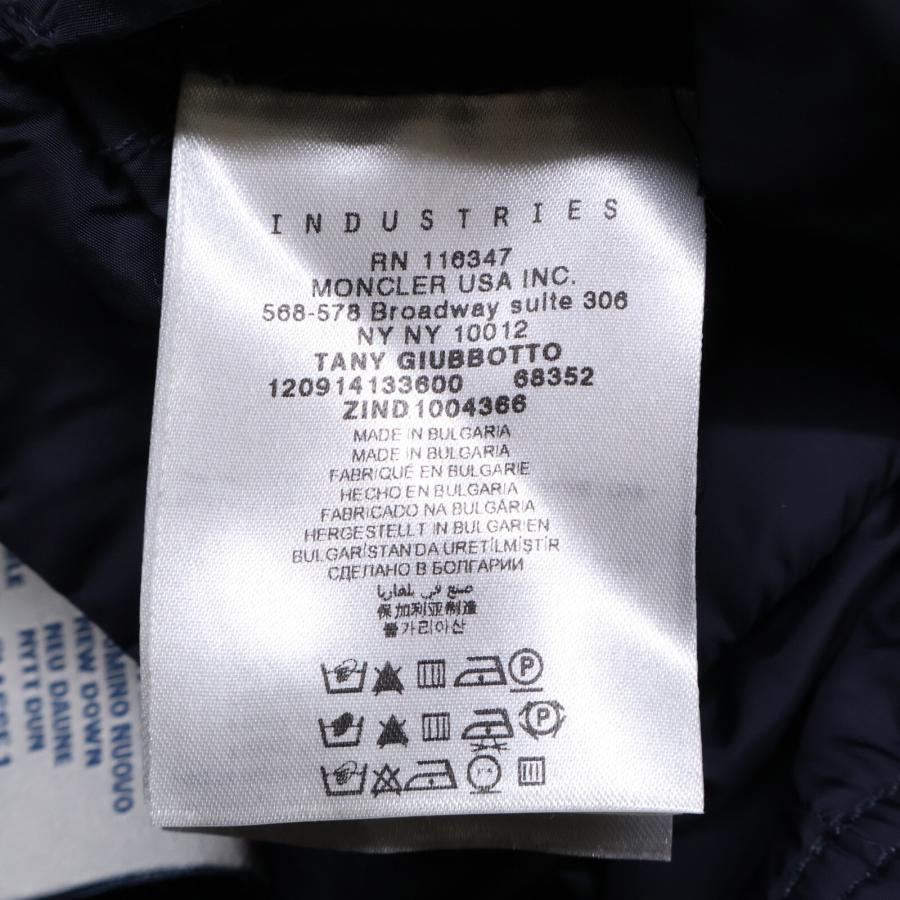 INDUSTRIES
RN 116347
MONCLER USA INC.
568-578 Broadway suite 306
NY NY 10012
TANY GIUBBOTTO
120914133600 68352
ZIND1004366
MADE IN BULGARIA
MADE IN BULGARIA
FABRIQUÉ EN BULGARIE
HECHO EN BULGARIA
FABRICADO NA BULGÁRIA
HERGESTELLT IN BULGARIEN
BULGARİSTAN'DA ÜRETİLMİŞTİR
СДЕЛАНО В БОЛГАРИИ
صنع في بلغاريا
保加利亚制造
불가리아산
P
P
OMINO NUOVO
NEW DOWN
NEU DAUNE
NYTT DUN